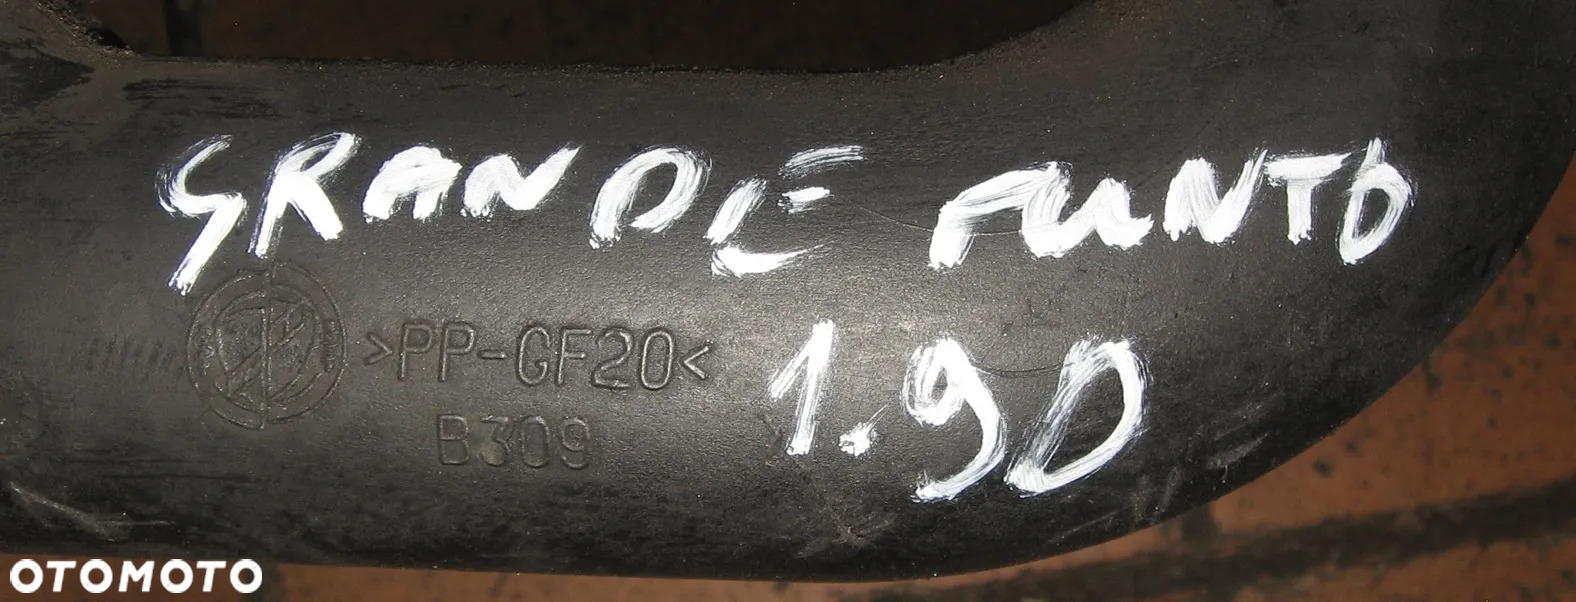 GRANDE PUNTO
>PP-GF20<
1.9D
B309
OTOMOTO